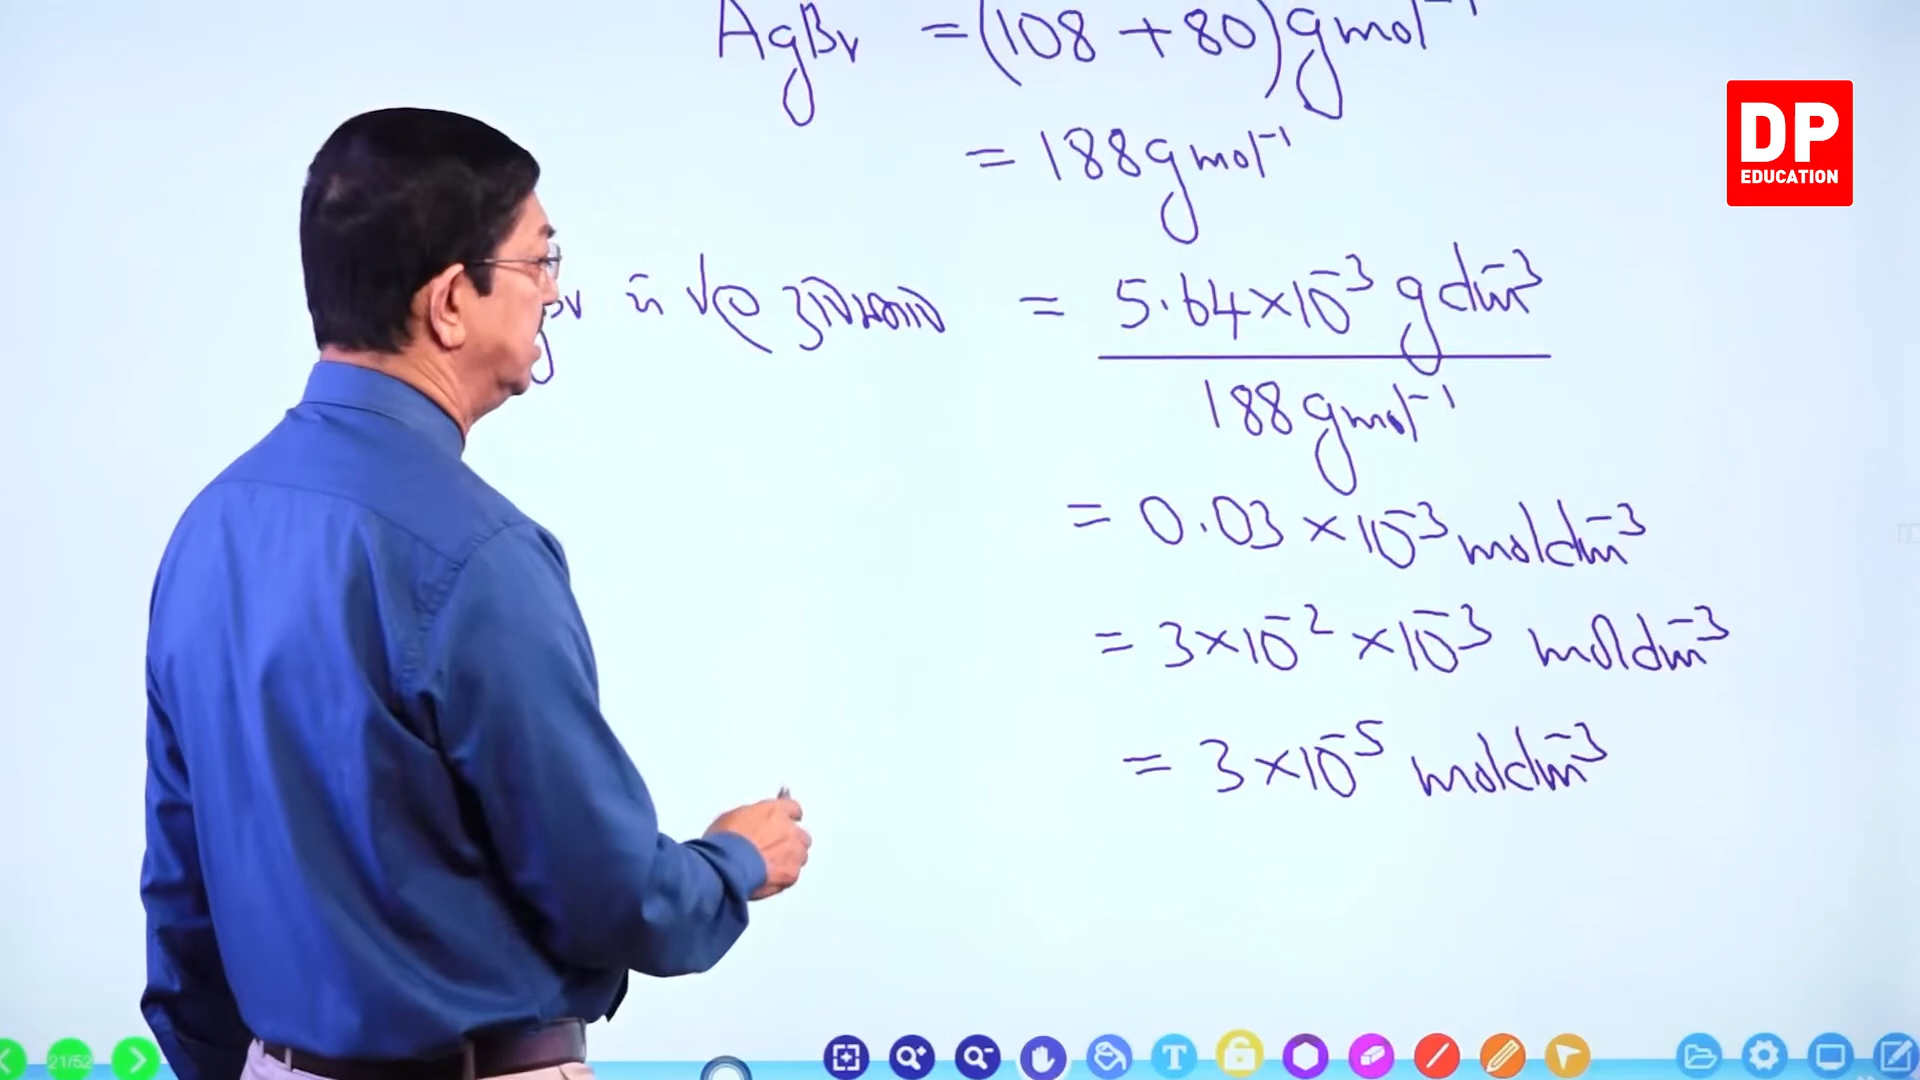 AgBr = (108 + 80) g mol⁻¹
= 188 g mol⁻¹
DP
EDUCATION
= 5.64 × 10⁻³ g dm⁻³
188 g mol⁻¹
= 0.03 × 10⁻³ mol dm⁻³
= 3 × 10⁻² × 10⁻³ mol dm⁻³
= 3 × 10⁻⁵ mol dm⁻³
21/52
T